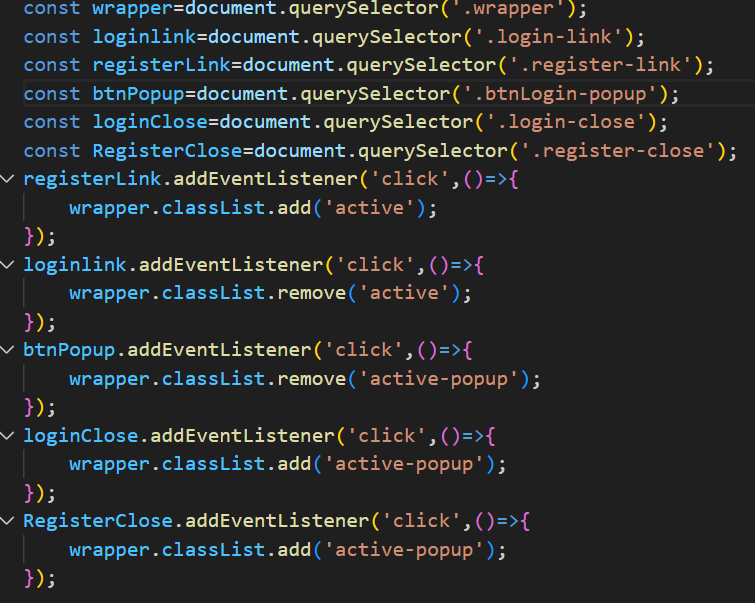 const wrapper=document.querySelector('.wrapper');
const loginlink=document.querySelector('.login-link');
const registerLink=document.querySelector('.register-link');
const btnPopup=document.querySelector('.btnLogin-popup');
const loginClose=document.querySelector('.login-close');
const RegisterClose=document.querySelector('.register-close');
registerLink.addEventListener('click',()=>{
    wrapper.classList.add('active');
});
loginlink.addEventListener('click',()=>{
    wrapper.classList.remove('active');
});
btnPopup.addEventListener('click',()=>{
    wrapper.classList.remove('active-popup');
});
loginClose.addEventListener('click',()=>{
    wrapper.classList.add('active-popup');
});
RegisterClose.addEventListener('click',()=>{
    wrapper.classList.add('active-popup');
});